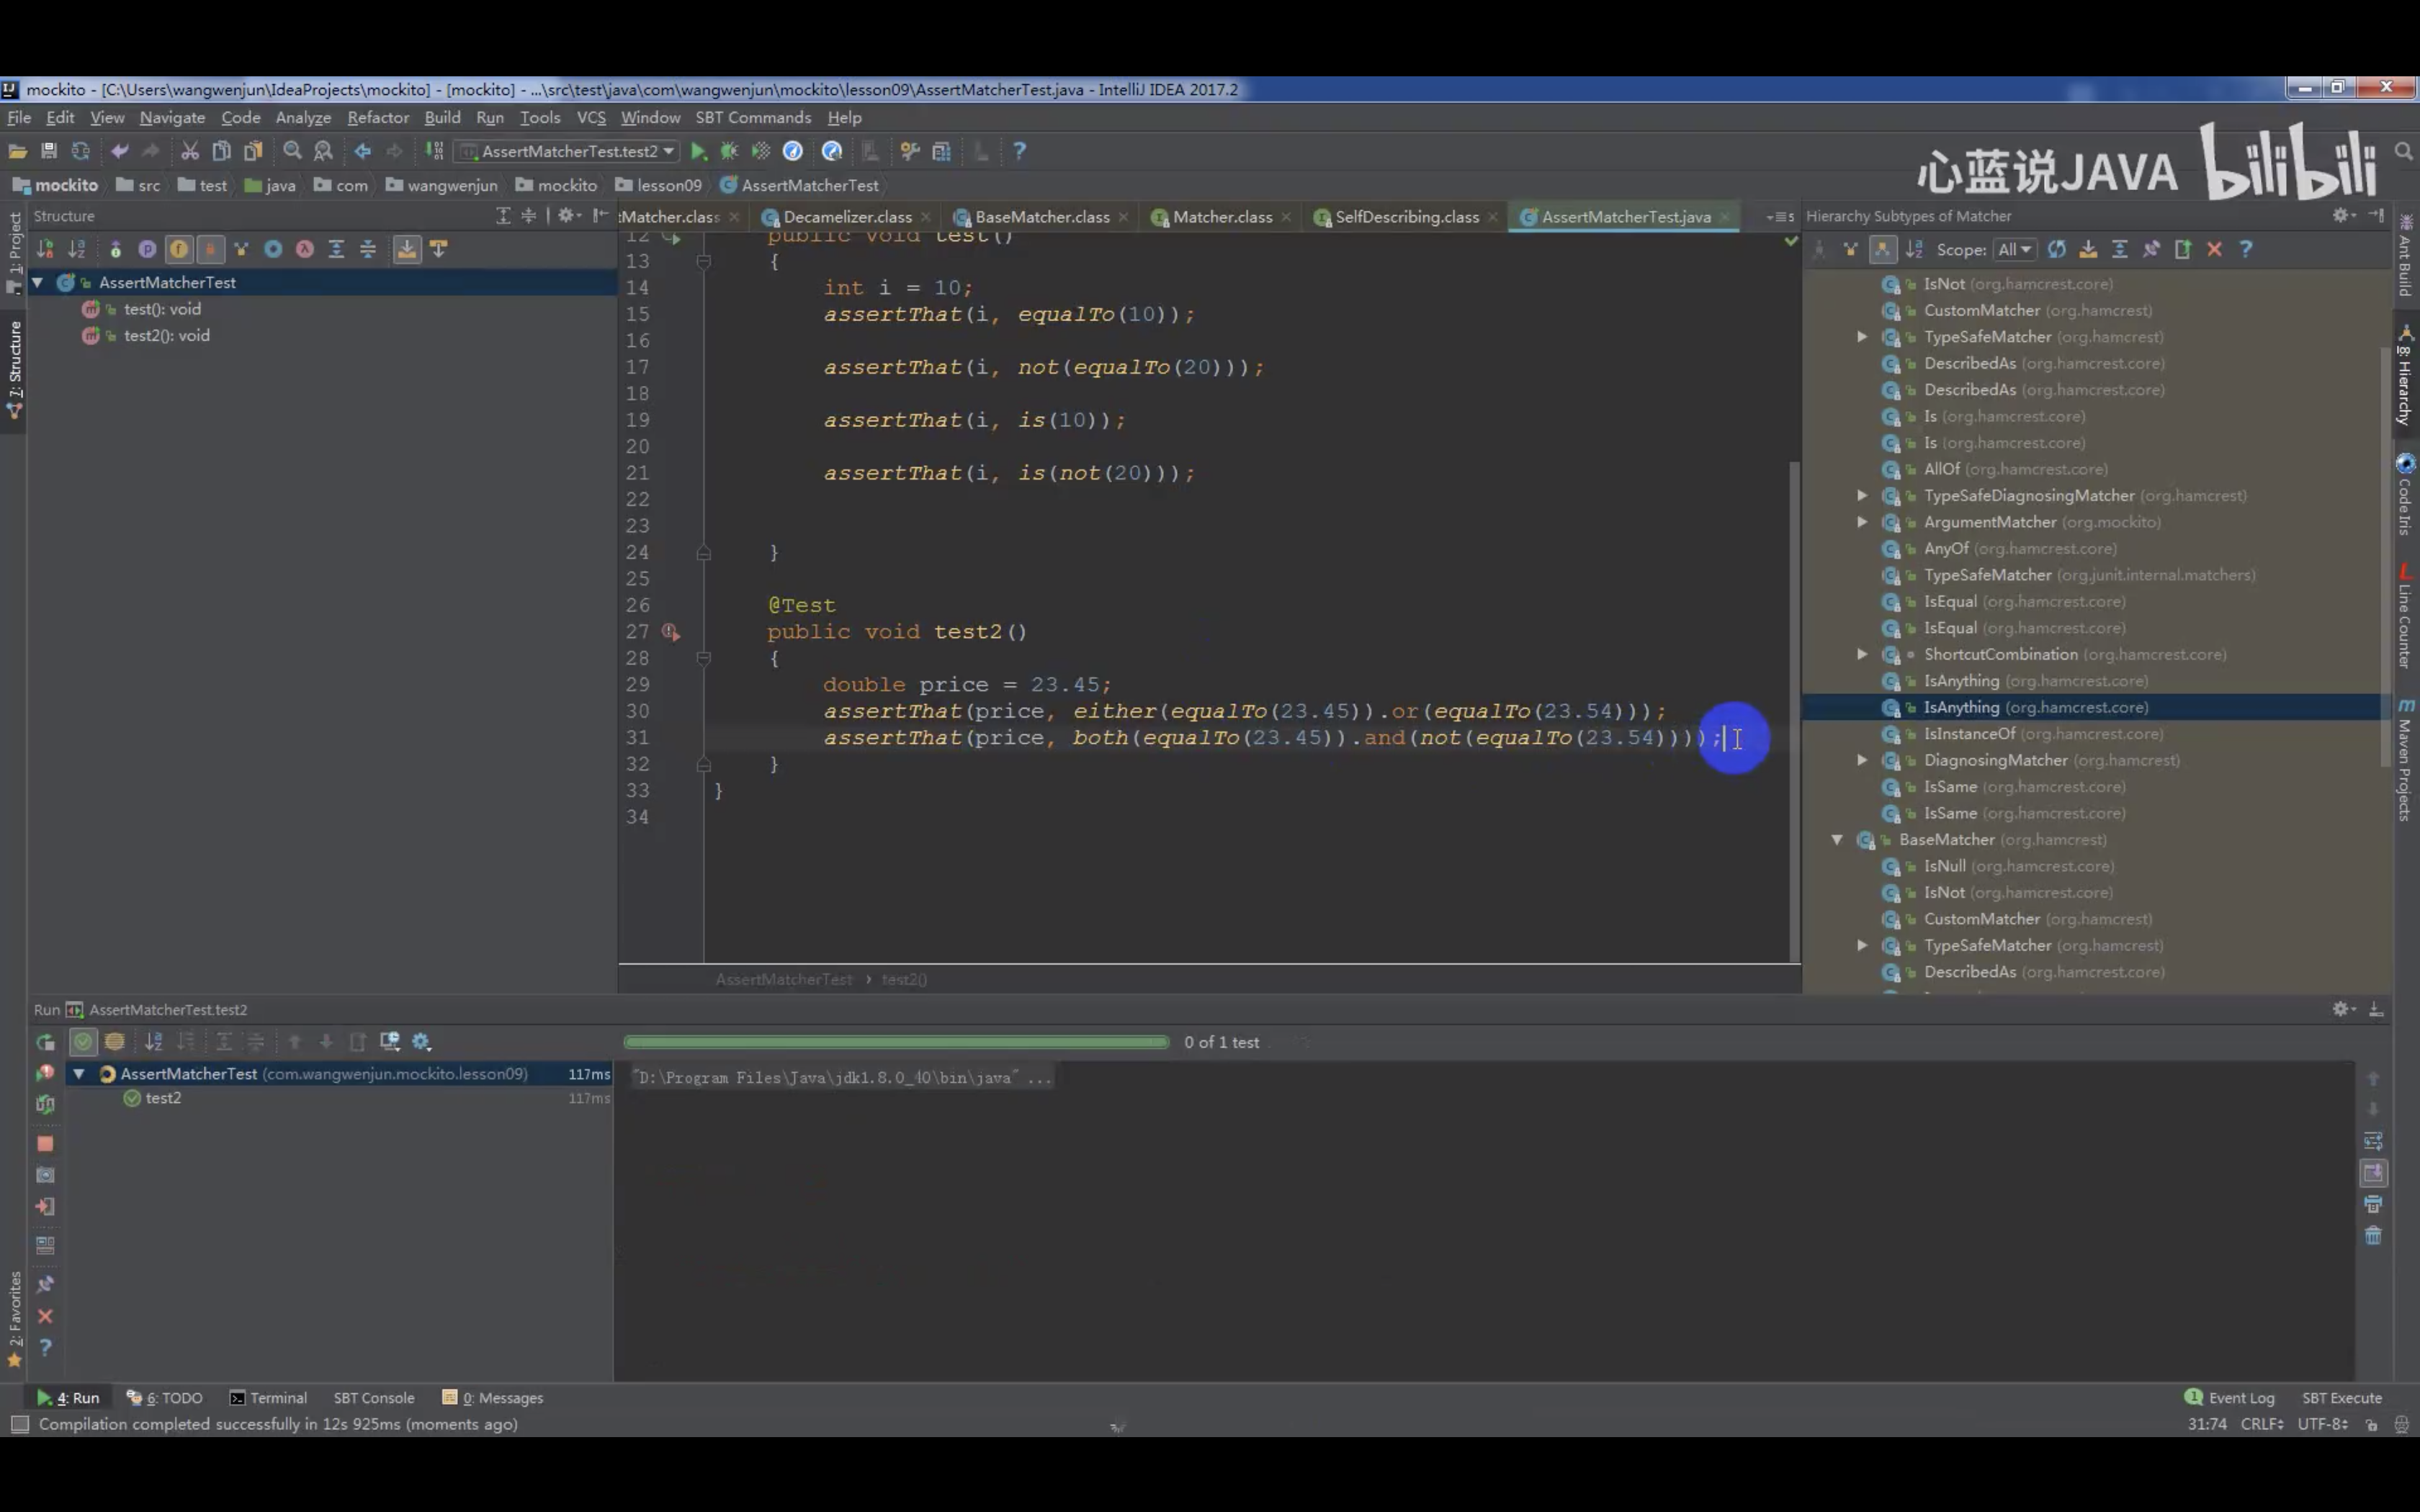 mockito - [C:\Users\wangwenjun\IdeaProjects\mockito] - [mockito] - ...\src\test\java\com\wangwenjun\mockito\lesson09\AssertMatcherTest.java - IntelliJ IDEA 2017.2
File Edit View Navigate Code Analyze Refactor Build Run Tools VCS Window SBT Commands Help
AssertMatcherTest.test2
心蓝说JAVA bilibili
mockito src test java com wangwenjun mockito lesson09 AssertMatcherTest
Structure
tMatcher.class Decamelizer.class BaseMatcher.class Matcher.class SelfDescribing.class AssertMatcherTest.java
Hierarchy Subtypes of Matcher
Scope: All
1: Project
7: Structure
2: Favorites
AssertMatcherTest
test(): void
test2(): void
12 public void test()
13 {
14 int i = 10;
15 assertThat(i, equalTo(10));
16
17 assertThat(i, not(equalTo(20)));
18
19 assertThat(i, is(10));
20
21 assertThat(i, is(not(20)));
22
23
24 }
25
26 @Test
27 public void test2()
28 {
29 double price = 23.45;
30 assertThat(price, either(equalTo(23.45)).or(equalTo(23.54)));
31 assertThat(price, both(equalTo(23.45)).and(not(equalTo(23.54))));
32 }
33 }
34
AssertMatcherTest › test2()
IsNot (org.hamcrest.core)
CustomMatcher (org.hamcrest)
TypeSafeMatcher (org.hamcrest)
DescribedAs (org.hamcrest.core)
DescribedAs (org.hamcrest.core)
Is (org.hamcrest.core)
Is (org.hamcrest.core)
AllOf (org.hamcrest.core)
TypeSafeDiagnosingMatcher (org.hamcrest)
ArgumentMatcher (org.mockito)
AnyOf (org.hamcrest.core)
TypeSafeMatcher (org.junit.internal.matchers)
IsEqual (org.hamcrest.core)
IsEqual (org.hamcrest.core)
ShortcutCombination (org.hamcrest.core)
IsAnything (org.hamcrest.core)
IsAnything (org.hamcrest.core)
IsInstanceOf (org.hamcrest.core)
DiagnosingMatcher (org.hamcrest)
IsSame (org.hamcrest.core)
IsSame (org.hamcrest.core)
BaseMatcher (org.hamcrest)
IsNull (org.hamcrest.core)
IsNot (org.hamcrest.core)
CustomMatcher (org.hamcrest)
TypeSafeMatcher (org.hamcrest)
DescribedAs (org.hamcrest.core)
Ant Build
8: Hierarchy
Code Iris
Line Counter
Maven Projects
Run AssertMatcherTest.test2
0 of 1 test
AssertMatcherTest (com.wangwenjun.mockito.lesson09) 117ms
test2 117ms
"D:\Program Files\Java\jdk1.8.0_40\bin\java" ...
4: Run 6: TODO Terminal SBT Console 0: Messages
1 Event Log SBT Execute
Compilation completed successfully in 12s 925ms (moments ago)
31:74 CRLF UTF-8